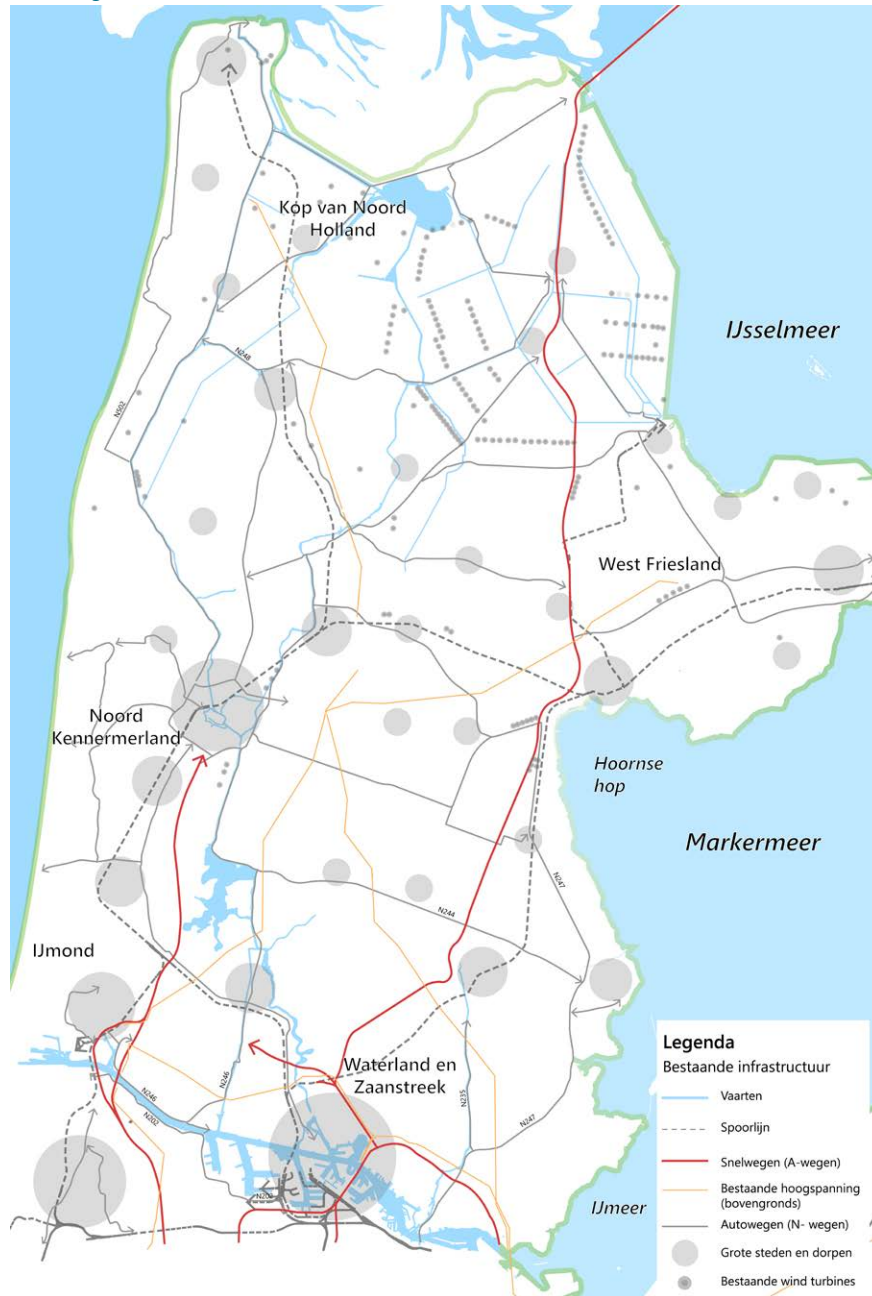 Kop van Noord
Holland
IJsselmeer
N248
N502
West Friesland
Noord
Kennermerland
Hoornse
hop
Markermeer
N247
N244
IJmond
Waterland en
Zaanstreek
N246
N246
N202
N235
N247
N202
IJmeer
Legenda
Bestaande infrastructuur
Vaarten
Spoorlijn
Snelwegen (A-wegen)
Bestaande hoogspanning
(bovengronds)
Autowegen (N- wegen)
Grote steden en dorpen
Bestaande wind turbines